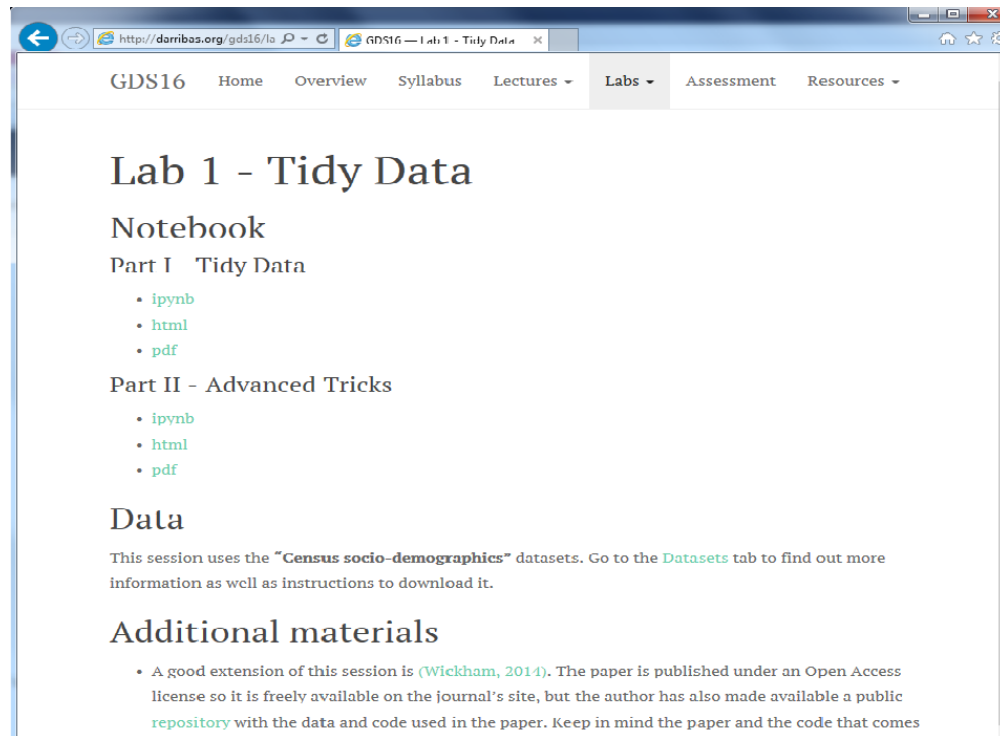 http://darribas.org/gds16/la
GDS16 — Lab 1 - Tidy Data
GDS16 Home Overview Syllabus Lectures Labs Assessment Resources
Lab 1 - Tidy Data
Notebook
Part I - Tidy Data
• ipynb
• html
• pdf
Part II - Advanced Tricks
• ipynb
• html
• pdf
Data
This session uses the “Census socio-demographics” datasets. Go to the Datasets tab to find out more
information as well as instructions to download it.
Additional materials
• A good extension of this session is (Wickham, 2014). The paper is published under an Open Access
license so it is freely available on the journal’s site, but the author has also made available a public
repository with the data and code used in the paper. Keep in mind the paper and the code that comes